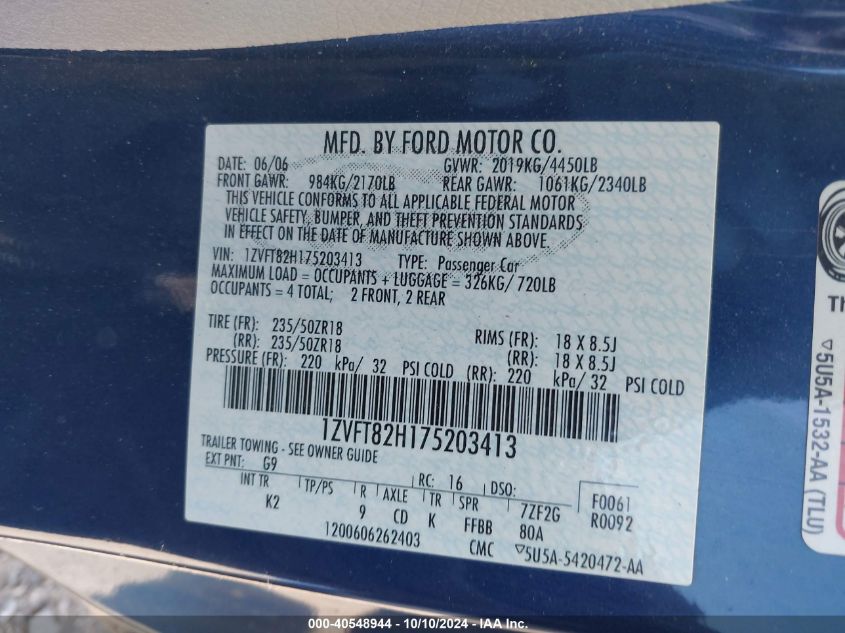 MFD. BY FORD MOTOR CO.
DATE: 06/06 GVWR: 2019KG/4450LB
FRONT GAWR: 984KG/2170LB REAR GAWR: 1061KG/2340LB
THIS VEHICLE CONFORMS TO ALL APPLICABLE FEDERAL MOTOR
VEHICLE SAFETY, BUMPER, AND THEFT PREVENTION STANDARDS
IN EFFECT ON THE DATE OF MANUFACTURE SHOWN ABOVE.
VIN: 1ZVFT82H175203413 TYPE: Passenger Car
MAXIMUM LOAD = OCCUPANTS + LUGGAGE = 326KG/ 720LB
OCCUPANTS = 4 TOTAL; 2 FRONT, 2 REAR
TIRE (FR): 235/50ZR18 RIMS (FR): 18 X 8.5J
(RR): 235/50ZR18 (RR): 18 X 8.5J
PRESSURE (FR): 220 kPa/ 32 PSI COLD (RR): 220 kPa/ 32 PSI COLD
1ZVFT82H175203413
TRAILER TOWING - SEE OWNER GUIDE
EXT PNT: G9 RC: 16 DSO: F0061
INT TR TP/PS R AXLE TR SPR 7ZF2G R0092
K2 9 CD K FFBB 80A
1200606262403 CMC ▽5U5A-5420472-AA
▽5U5A-1532-AA (TLU)
000-40548944 - 10/10/2024 - IAAI.COM